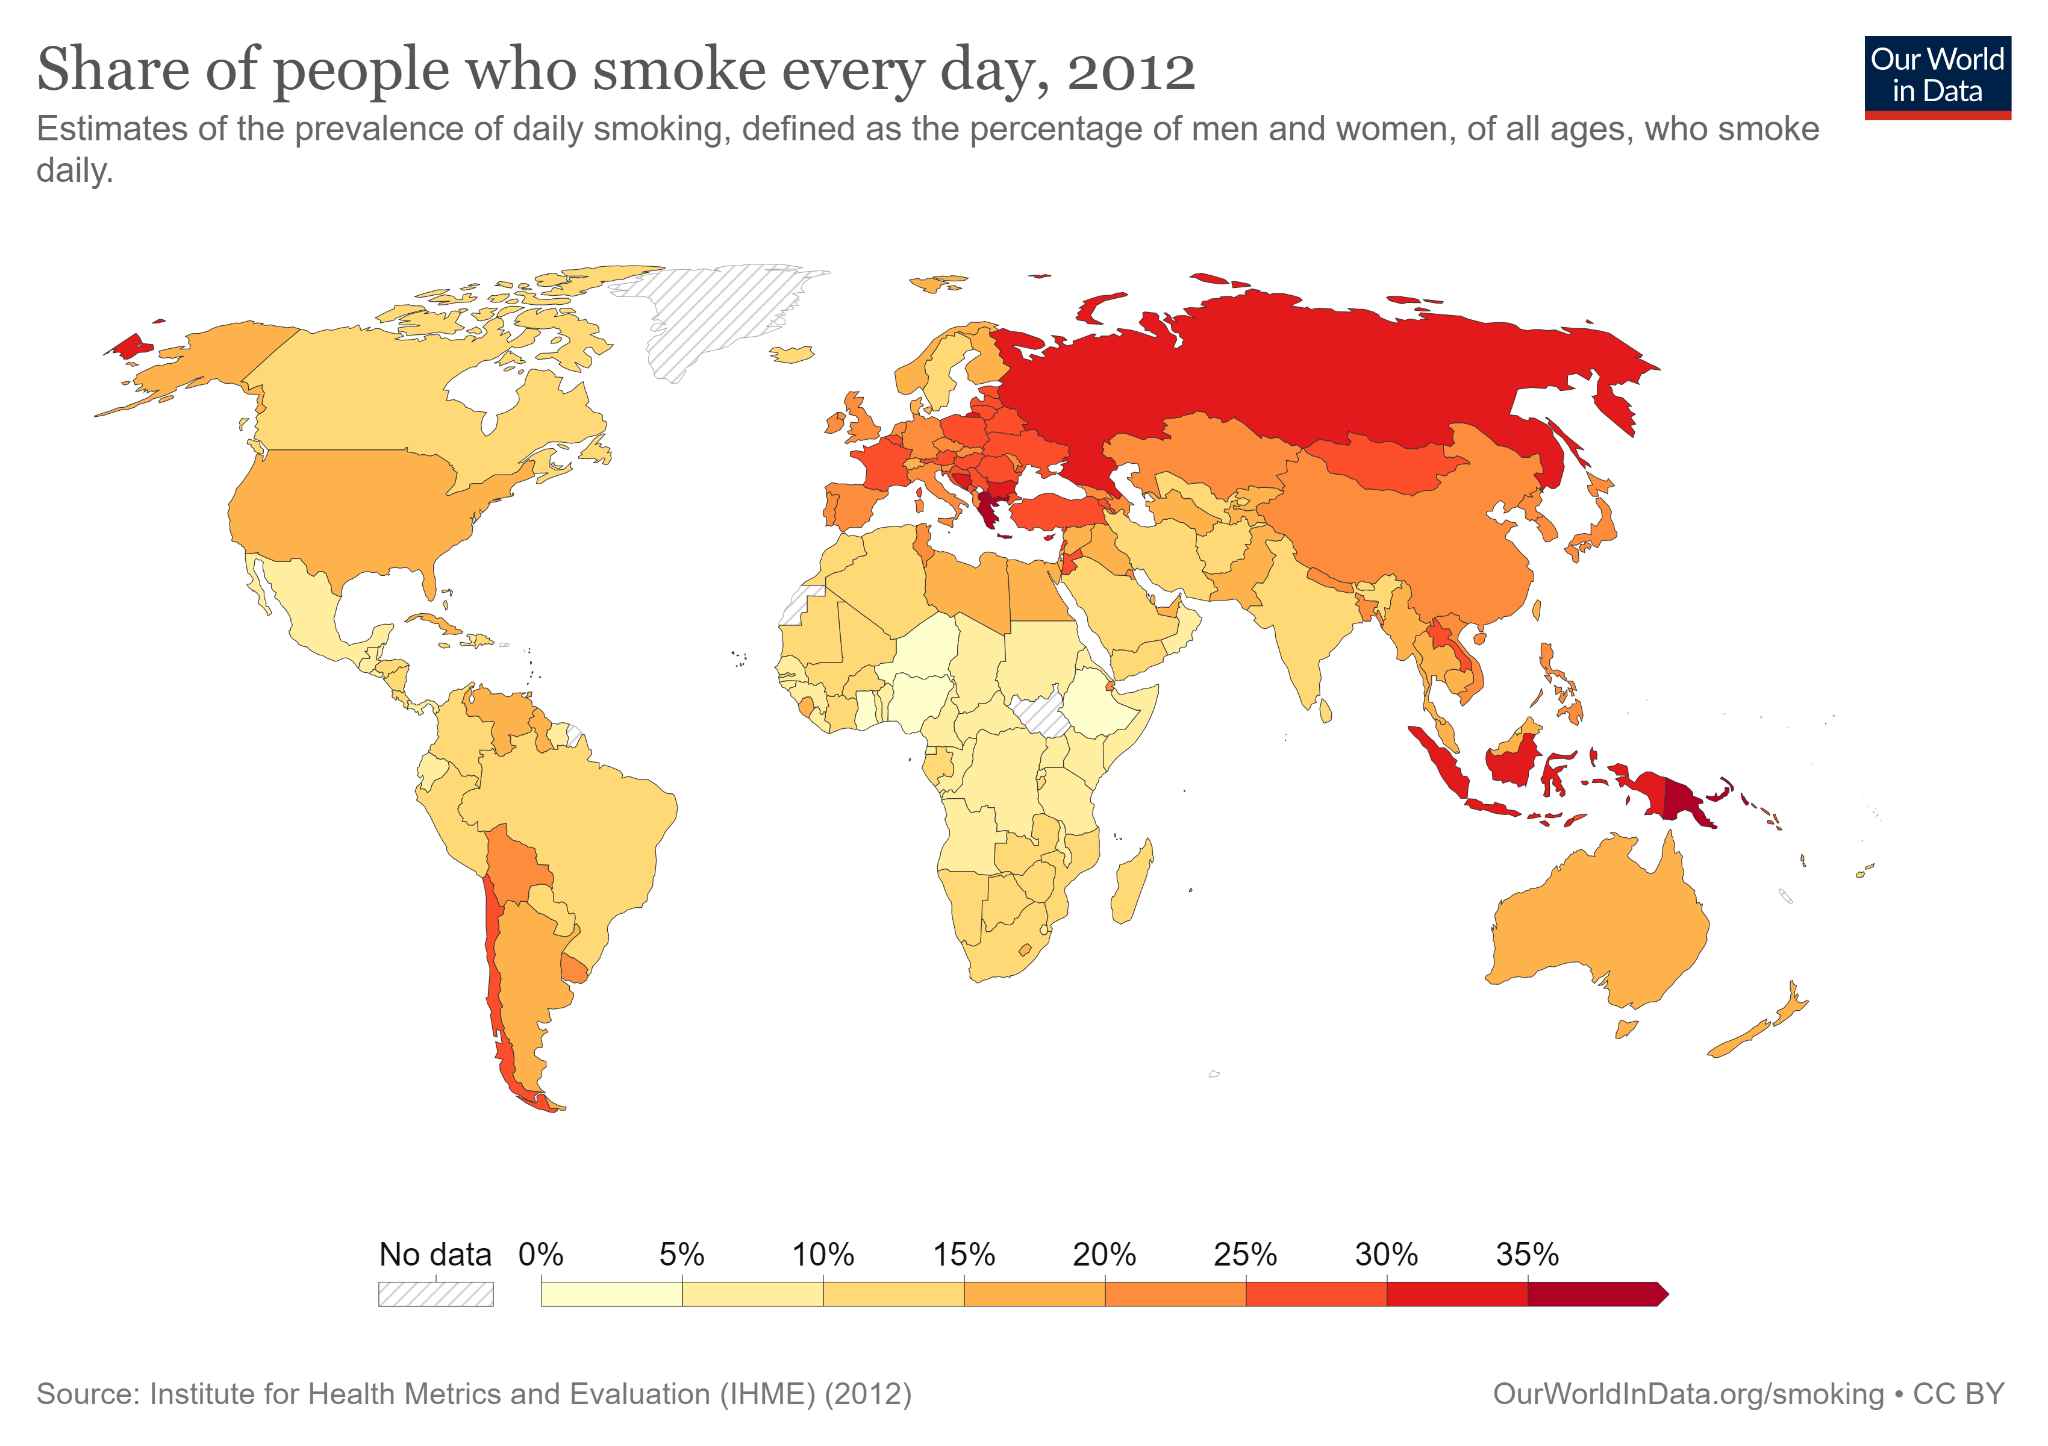 Share of people who smoke every day, 2012
Our World
in Data
Estimates of the prevalence of daily smoking, defined as the percentage of men and women, of all ages, who smoke
daily.
No data 0% 5% 10% 15% 20% 25% 30% 35%
Source: Institute for Health Metrics and Evaluation (IHME) (2012)
OurWorldInData.org/smoking • CC BY